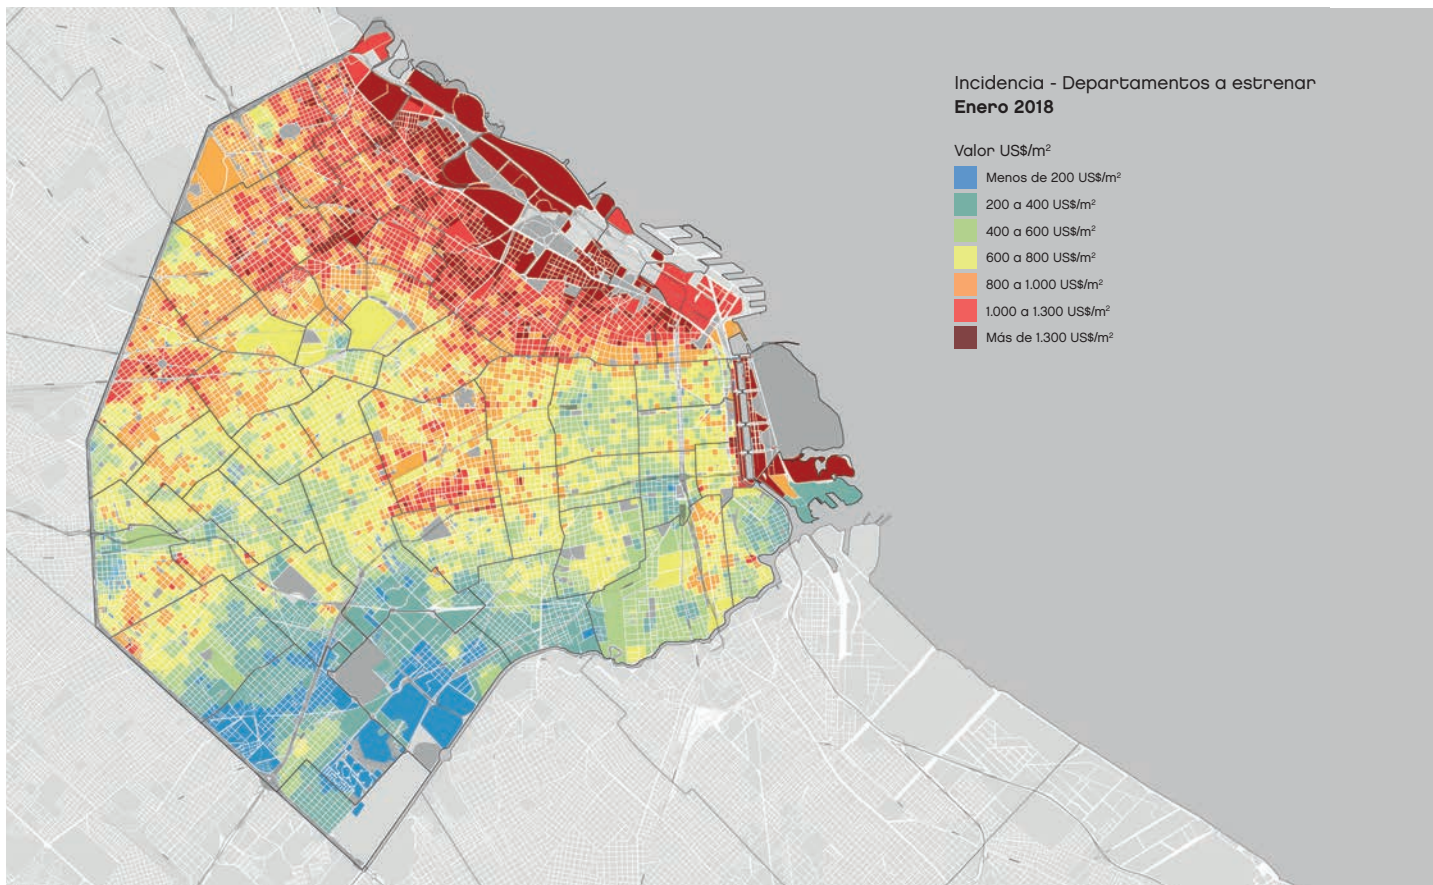 Incidencia - Departamentos a estrenar
Enero 2018
Valor US$/m²
Menos de 200 US$/m²
200 a 400 US$/m²
400 a 600 US$/m²
600 a 800 US$/m²
800 a 1.000 US$/m²
1.000 a 1.300 US$/m²
Más de 1.300 US$/m²